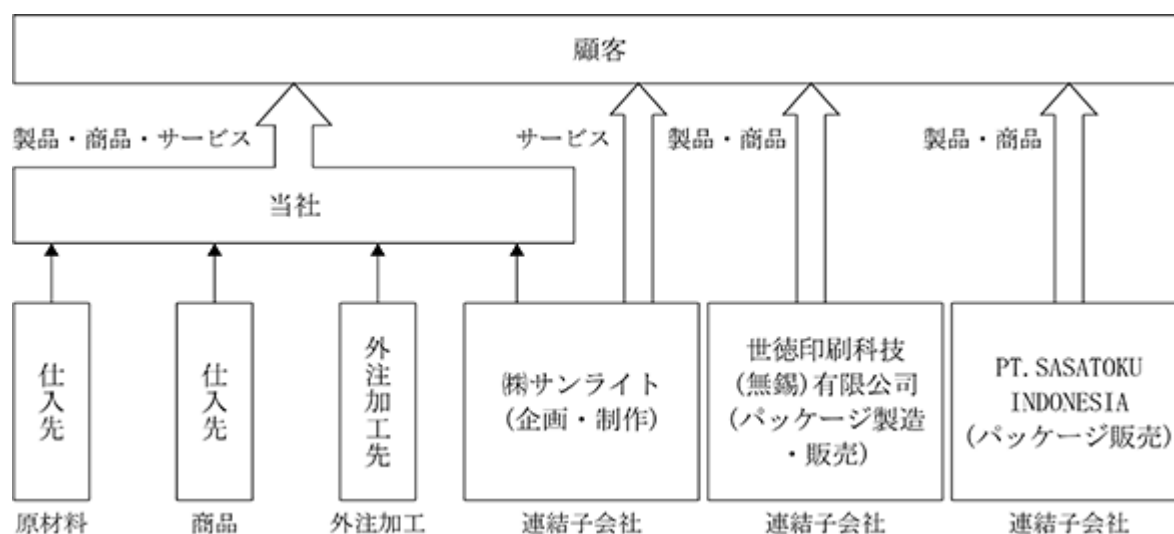 顧客
製品・商品・サービス
サービス
製品・商品
製品・商品
当社
仕入先
仕入先
外注加工先
㈱サンライト
(企画・制作)
世徳印刷科技
(無錫)有限公司
(パッケージ製造
・販売)
PT.SASATOKU
INDONESIA
(パッケージ販売)
原材料
商品
外注加工
連結子会社
連結子会社
連結子会社